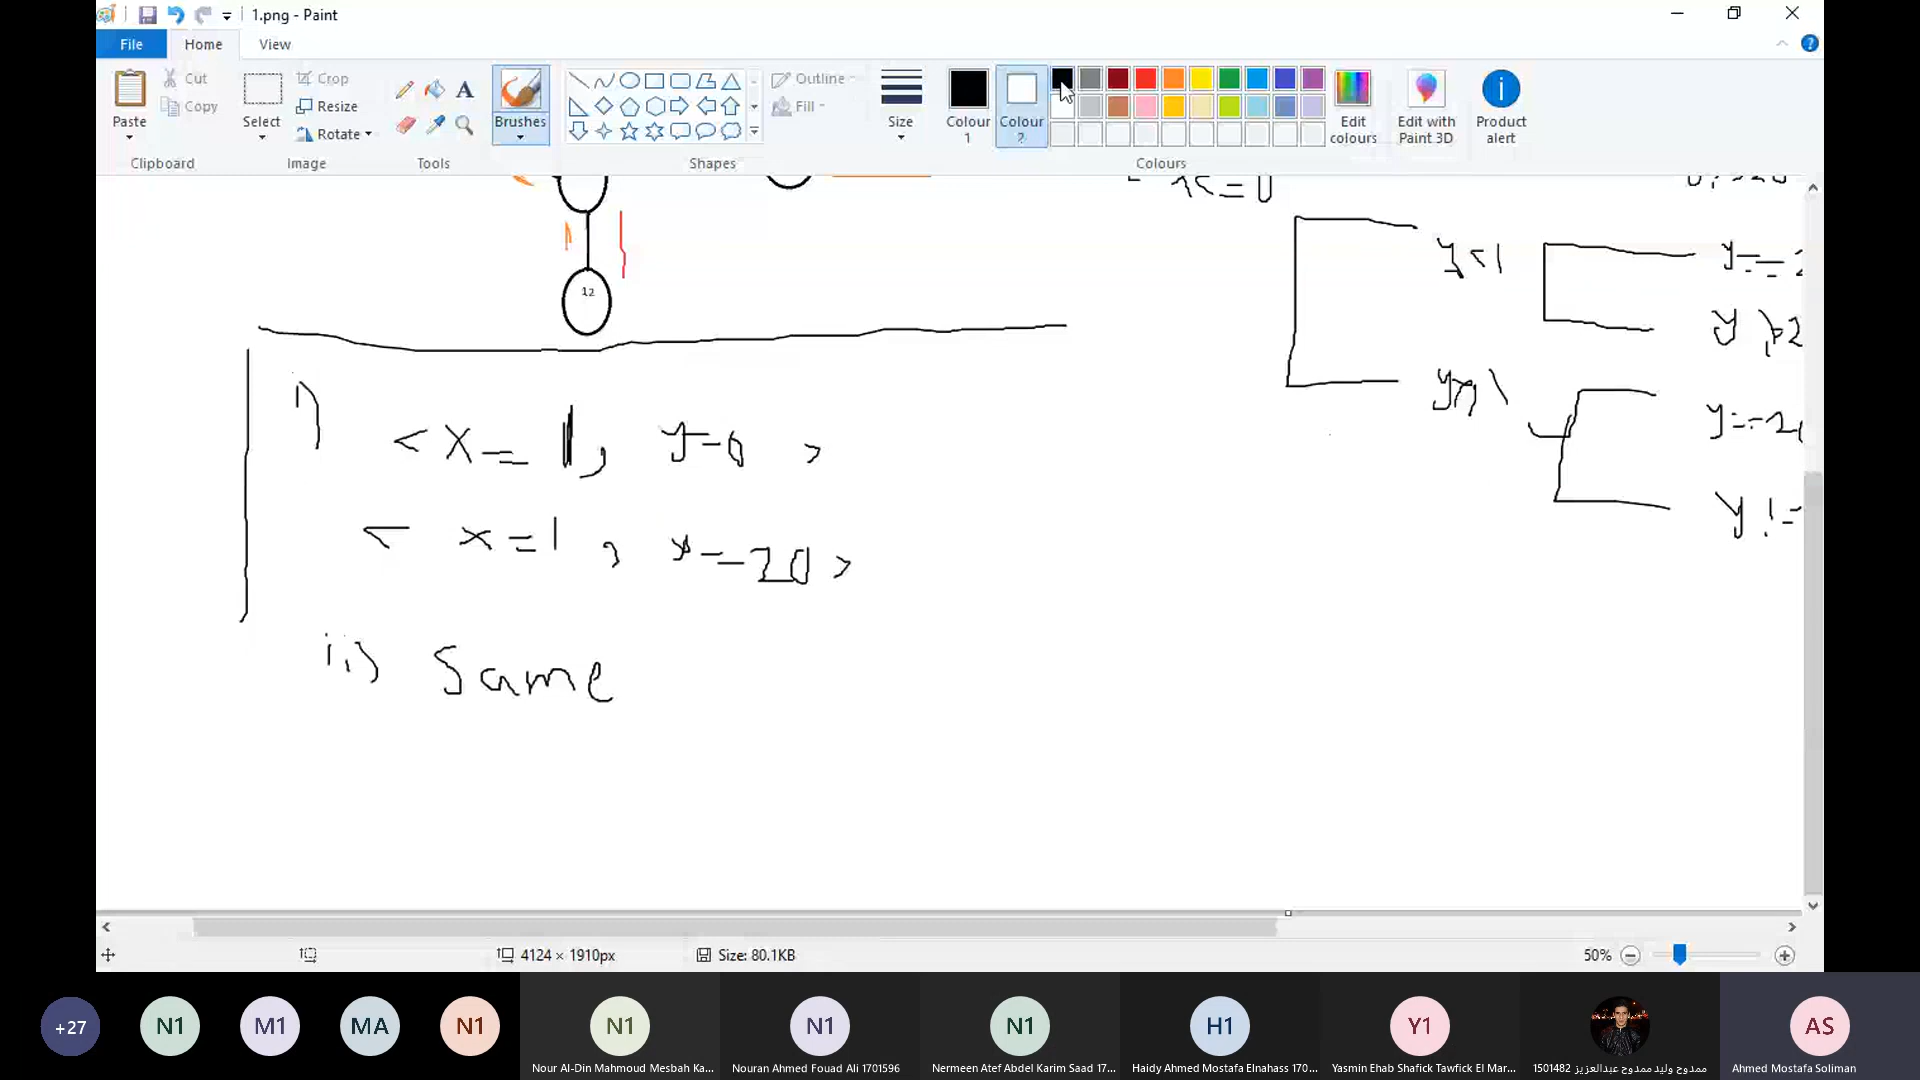 1.png - Paint
File Home View
Cut
Copy
Paste
Clipboard
Select
Crop
Resize
Rotate
Image
Tools
Brushes
Shapes
Outline
Fill
Size
Colour 1
Colour 2
Edit colours
Edit with Paint 3D
Product alert
Colours
12
y<1
i)
<x=1, y=0 >
< x=1 , y=-20>
ii) Same
4124 × 1910px
Size: 80.1KB
50%
+27
N1
M1
MA
N1
N1
N1
N1
H1
Y1
AS
Nour Al-Din Mahmoud Mesbah Ka...
Nouran Ahmed Fouad Ali 1701596
Nermeen Atef Abdel Karim Saad 17...
Haidy Ahmed Mostafa Elnahass 170...
Yasmin Ehab Shafick Tawfick El Mar...
ممدوح وليد ممدوح عبدالعزيز 1501482
Ahmed Mostafa Soliman